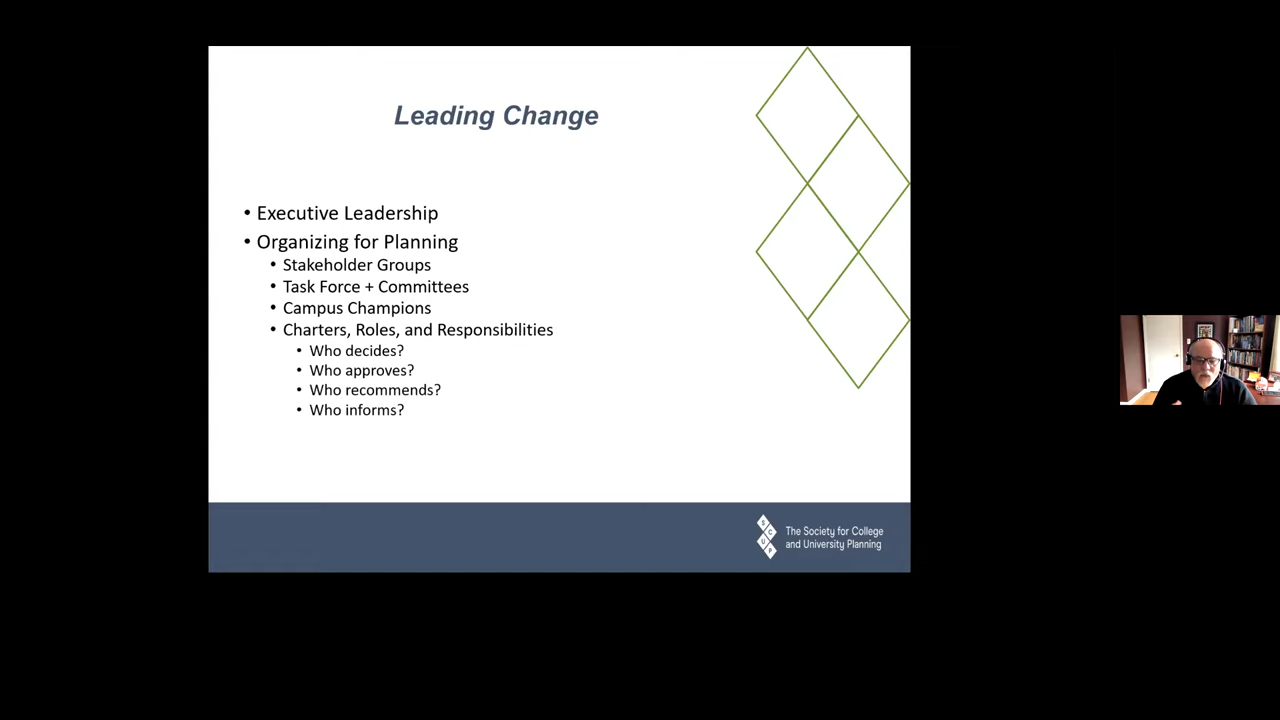 Leading Change
• Executive Leadership
• Organizing for Planning
• Stakeholder Groups
• Task Force + Committees
• Campus Champions
• Charters, Roles, and Responsibilities
• Who decides?
• Who approves?
• Who recommends?
• Who informs?
S
C
U
P
The Society for College
and University Planning